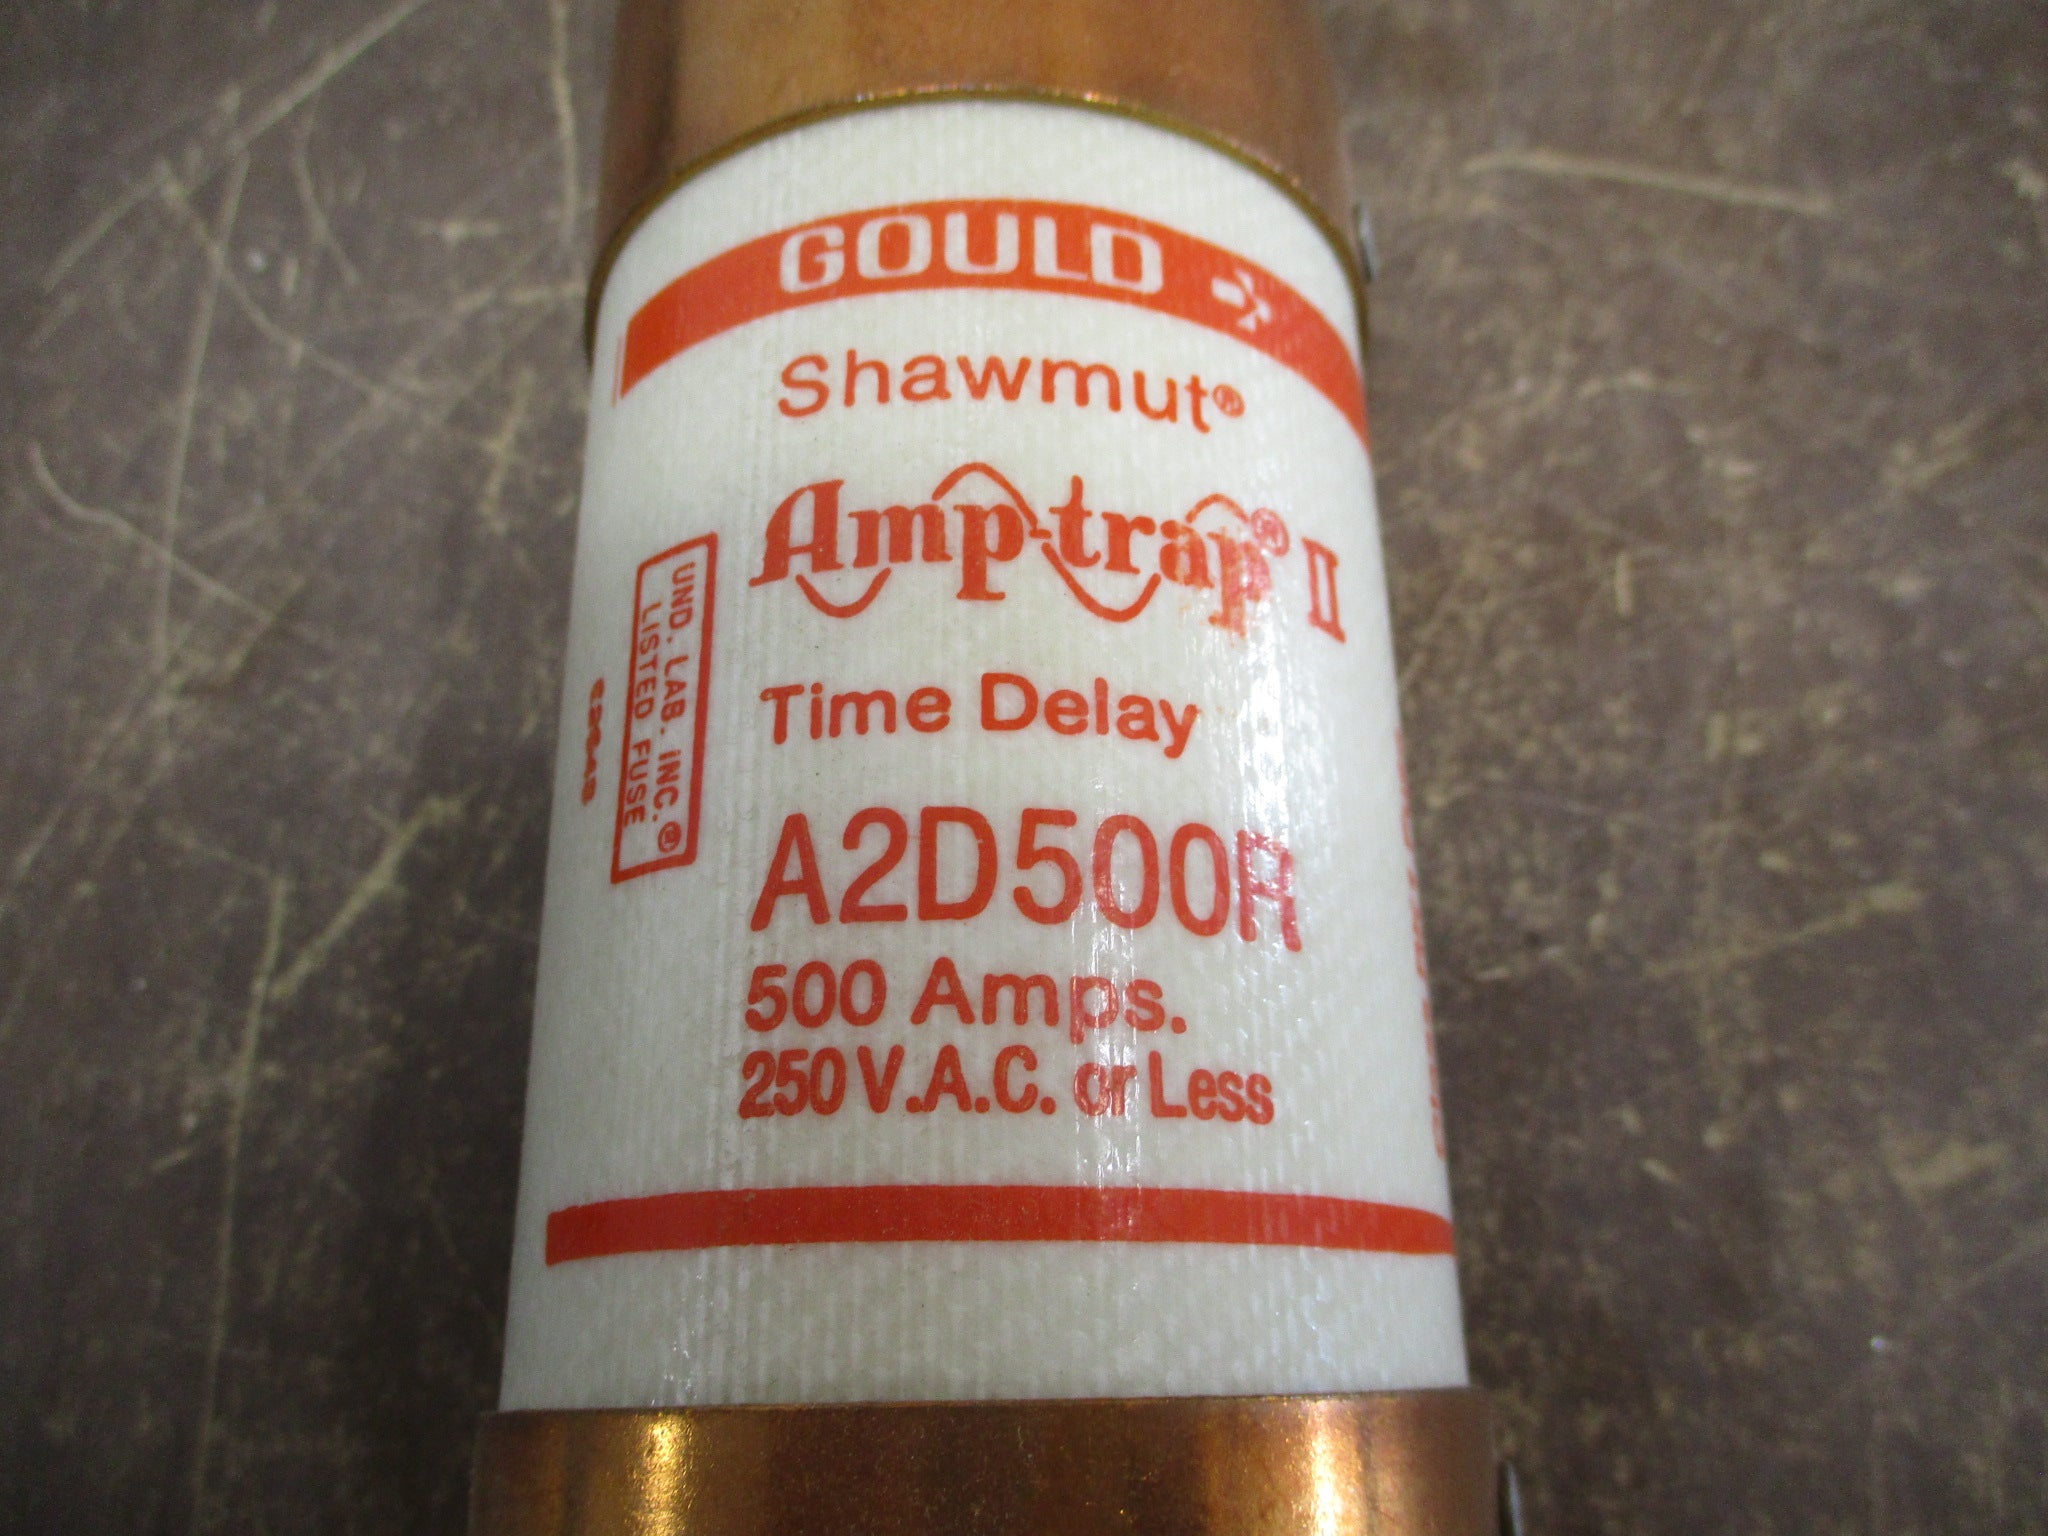 GOULD
Shawmut®
Amp-trap® II
Time Delay
A2D500R
500 Amps.
250 V.A.C. or Less
UND. LAB. INC.®
LISTED FUSE